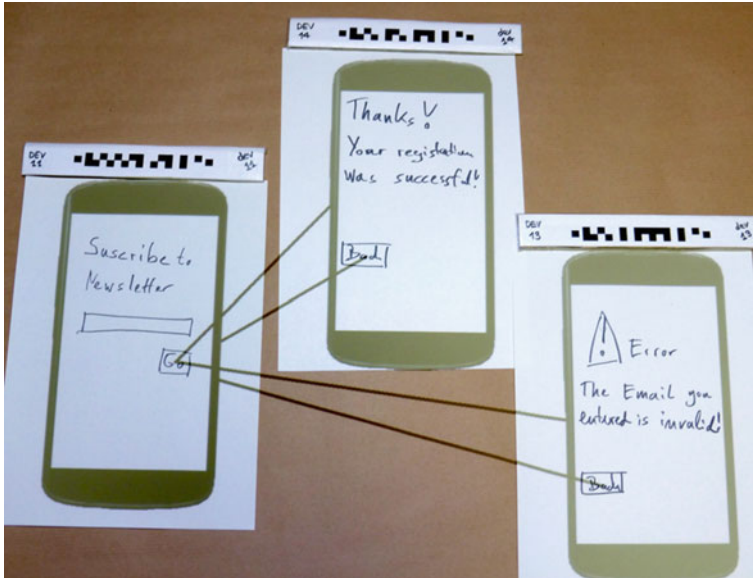 DEV 11
dev 11
Suscribe to
Newsletter
Go
DEV 14
dev 14
Thanks!
Your registration
was successful!
Back
DEV 13
dev 13
! Error
The Email you
entured is invalid!
Back